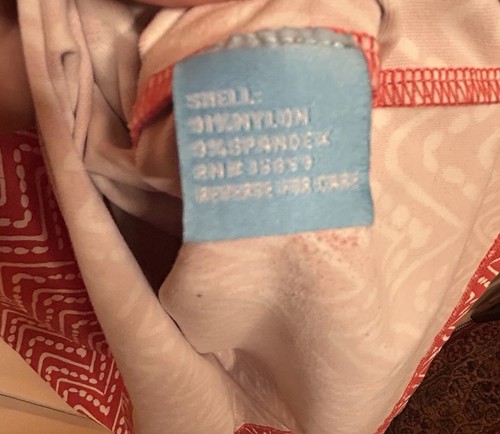 SHELL:
91%NYLON
9%SPANDEX
RN#
REVERSE FOR CARE